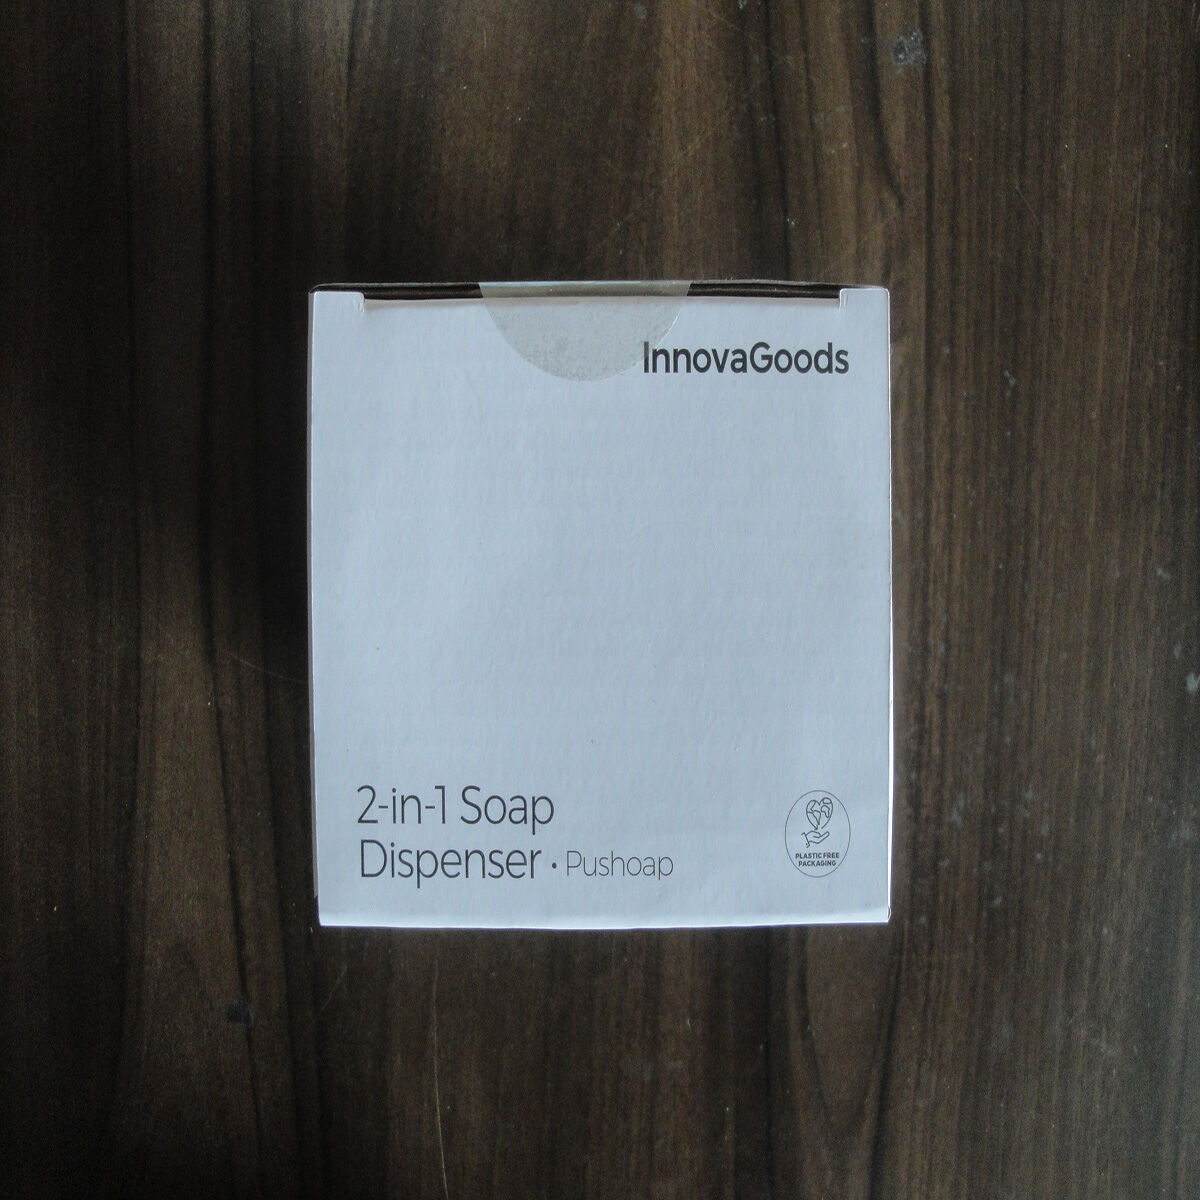 InnovaGoods
2-in-1 Soap
Dispenser · Pushoap
PLASTIC FREE
PACKAGING